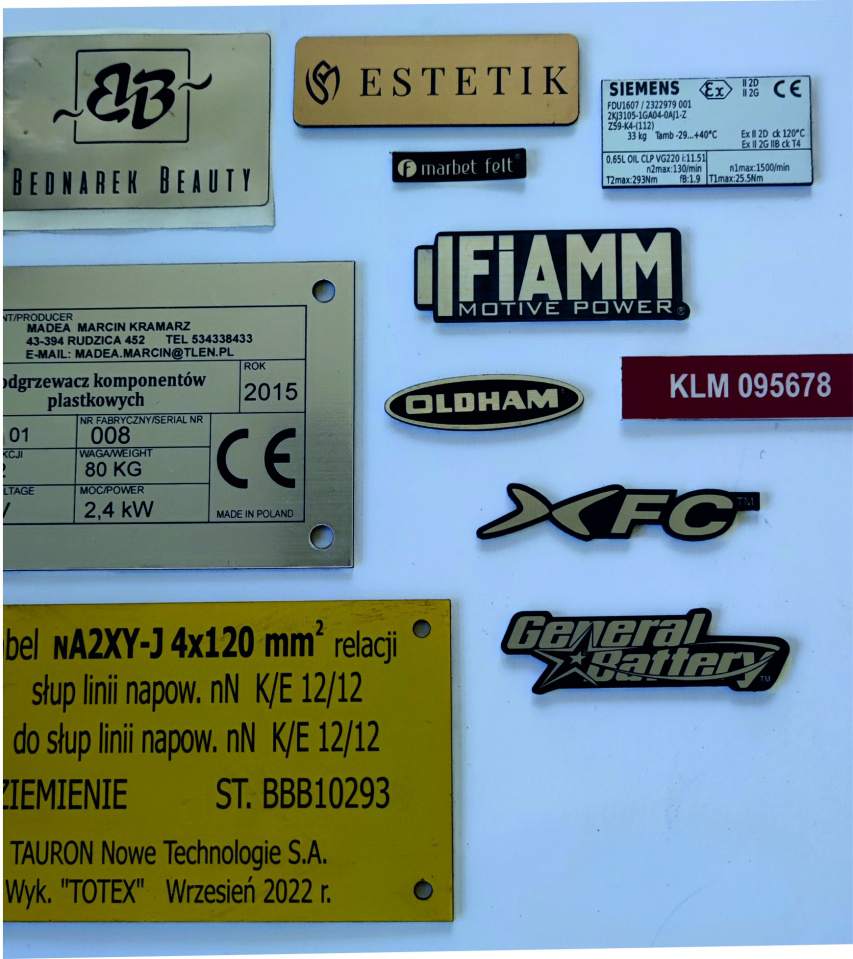 BEDNAREK BEAUTY
ESTETIK
marbet felt®
SIEMENS Ex II 2D II 2G CE
FDU1607 / 2322979 001
2KJ3105-1GA04-0AJ1-Z
Z59-K4-(112)
33 kg Tamb -29...+40°C Ex II 2D ck 120°C
Ex II 2G IIB ck T4
0,65L OIL CLP VG220 i:11.51
n2max:130/min n1max:1500/min
T2max:293Nm fB:1.9 T1max:25.5Nm
FiAMM
MOTIVE POWER®
NT/PRODUCER
MADEA MARCIN KRAMARZ
43-394 RUDZICA 452 TEL 534338433
E-MAIL: MADEA.MARCIN@TLEN.PL
odgrzewacz komponentów
plastkowych
ROK
2015
01
NR FABRYCZNY/SERIAL NR
008
KCJI
2
WAGA/WEIGHT
80 KG
LTAGE
V
MOC/POWER
2,4 kW
CE
MADE IN POLAND
OLDHAM
KLM 095678
XFC™
General
Battery™
bel NA2XY-J 4x120 mm² relacji
słup linii napow. nN K/E 12/12
do słup linii napow. nN K/E 12/12
ZIEMIENIE ST. BBB10293
TAURON Nowe Technologie S.A.
Wyk. "TOTEX" Wrzesień 2022 r.